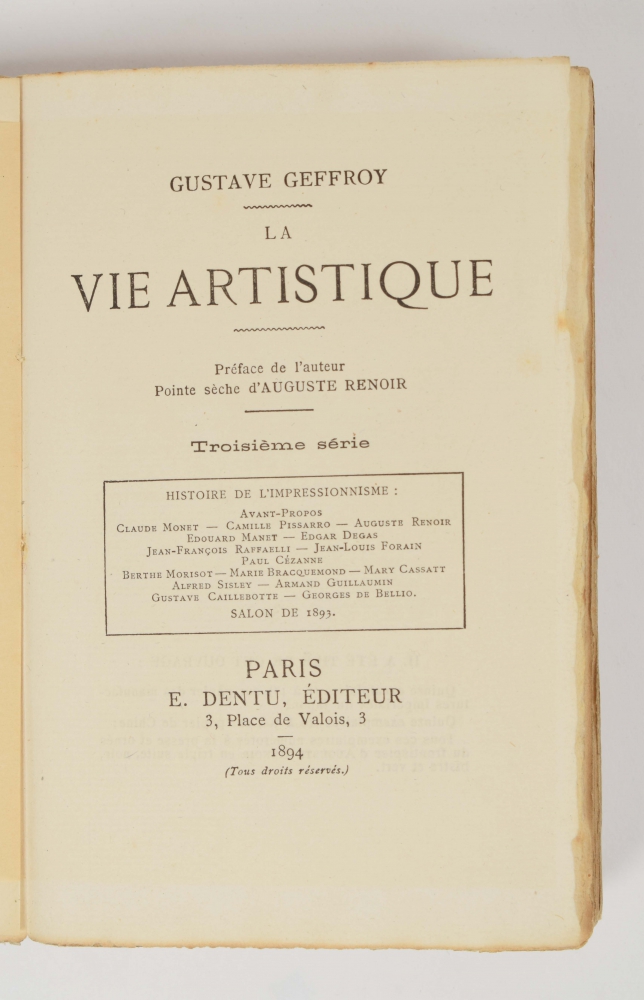 GUSTAVE GEFFROY
LA
VIE ARTISTIQUE
Préface de l'auteur
Pointe sèche d'AUGUSTE RENOIR
Troisième série
HISTOIRE DE L'IMPRESSIONNISME :
AVANT-PROPOS
CLAUDE MONET — CAMILLE PISSARRO — AUGUSTE RENOIR
EDOUARD MANET — EDGAR DEGAS
JEAN-FRANÇOIS RAFFAELLI — JEAN-LOUIS FORAIN
PAUL CÉZANNE
BERTHE MORISOT — MARIE BRACQUEMOND — MARY CASSATT
ALFRED SISLEY — ARMAND GUILLAUMIN
GUSTAVE CAILLEBOTTE — GEORGES DE BELLIO.
SALON DE 1893.
PARIS
E. DENTU, ÉDITEUR
3, Place de Valois, 3
1894
(Tous droits réservés.)